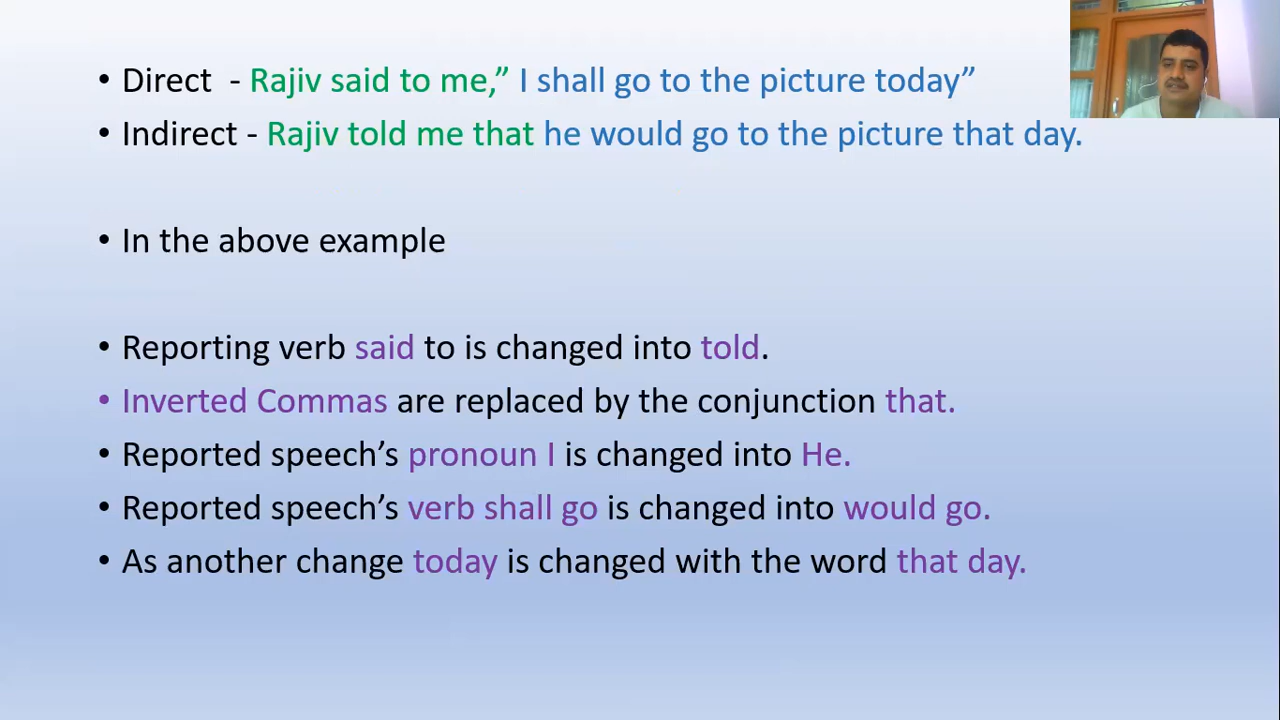 • Direct - Rajiv said to me,” I shall go to the picture today”
• Indirect - Rajiv told me that he would go to the picture that day.
• In the above example
• Reporting verb said to is changed into told.
• Inverted Commas are replaced by the conjunction that.
• Reported speech’s pronoun I is changed into He.
• Reported speech’s verb shall go is changed into would go.
• As another change today is changed with the word that day.